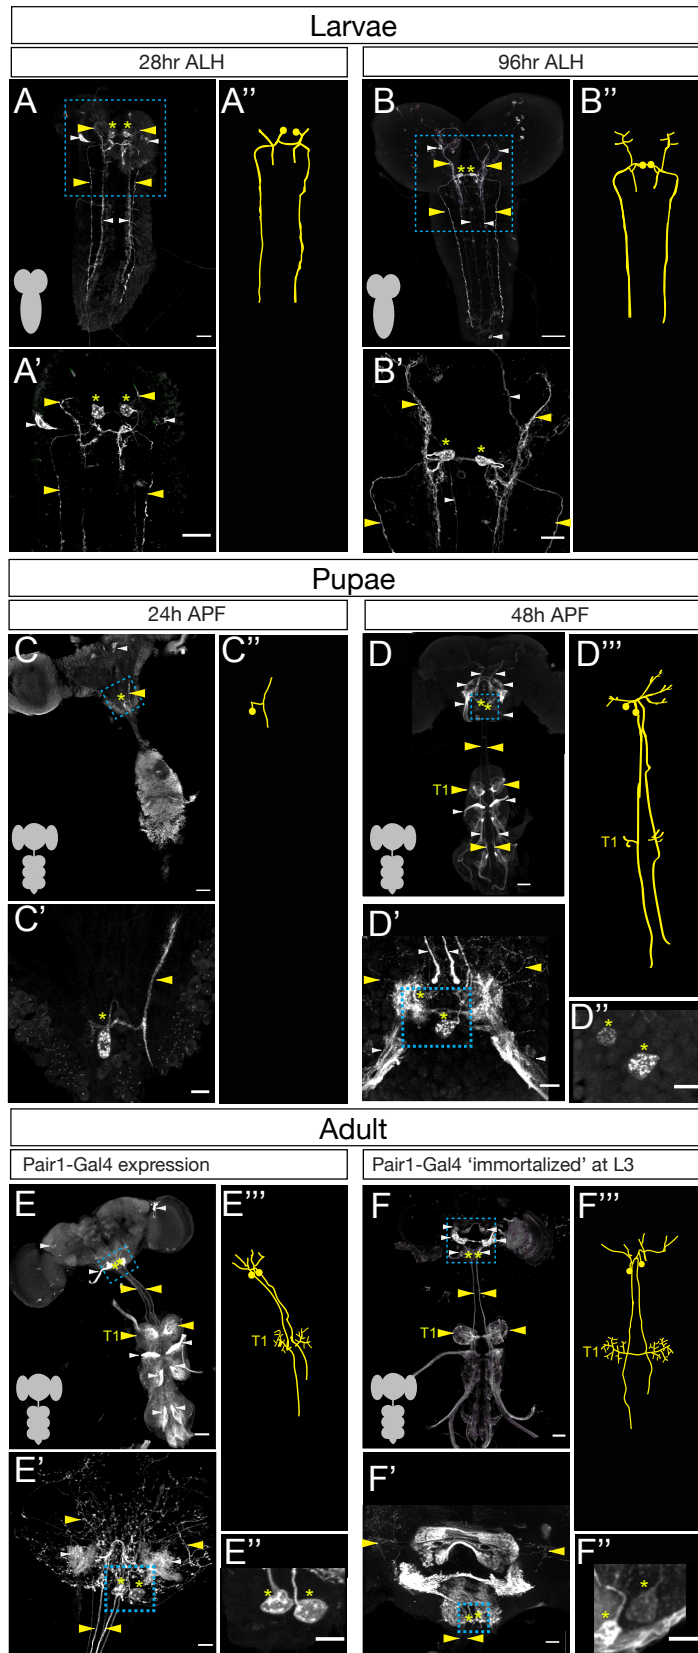 Larvae
28hr ALH
96hr ALH
A
A"
B
B"
**
**
A'
B'
* *
* *
Pupae
24h APF
48h APF
C
C"
D
D'''
*
**
T1
T1
C'
D'
D"
*
* *
* *
Adult
Pair1-Gal4 expression
Pair1-Gal4 ‘immortalized’ at L3
E
E'''
F
F'''
**
**
T1
T1
T1
T1
E'
E"
F'
F"
* *
* *
**
* *